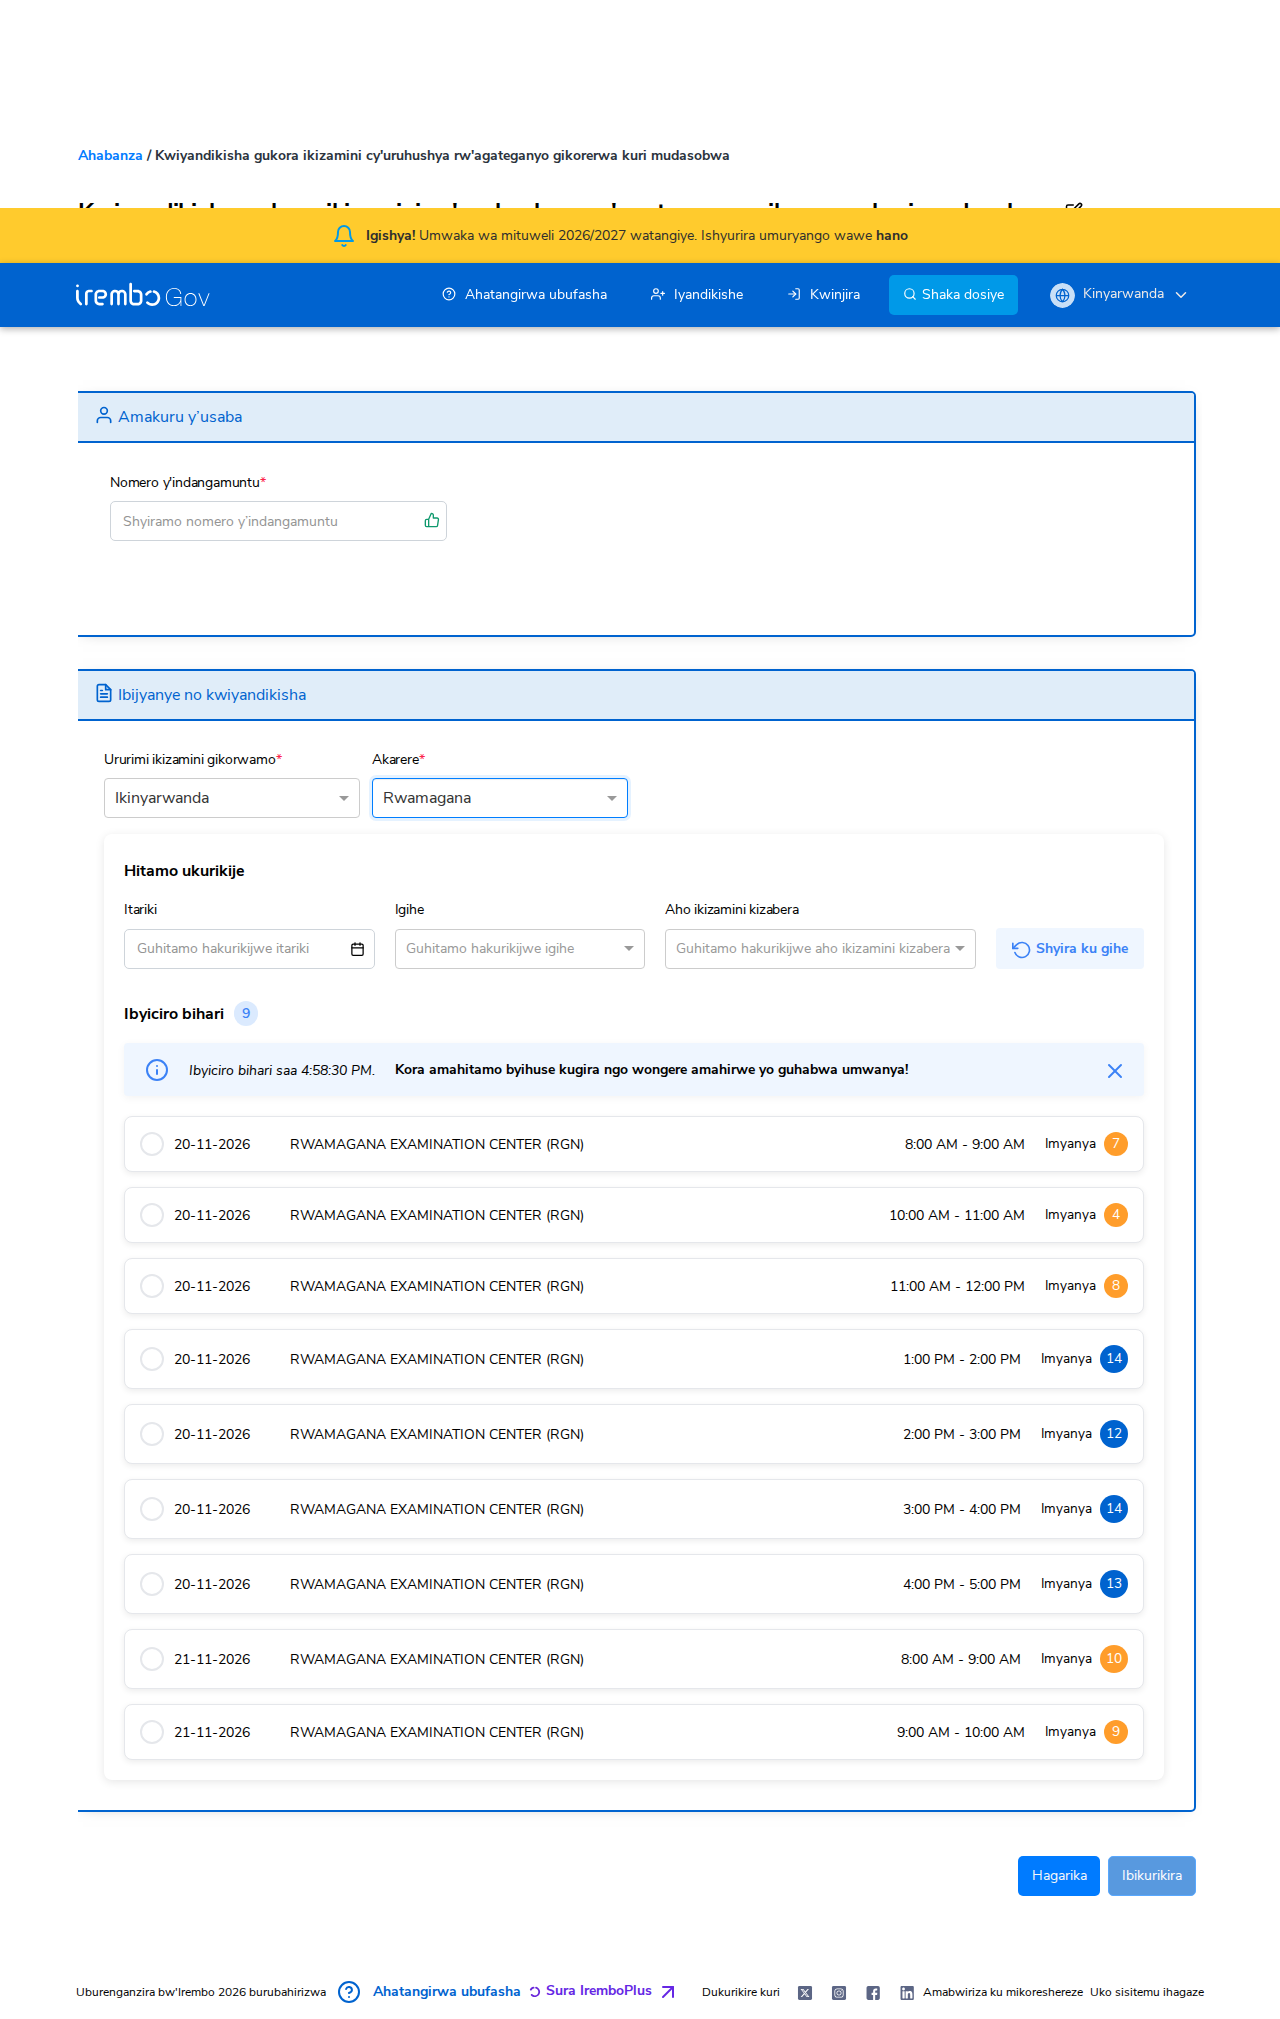 Ahabanza / Kwiyandikisha gukora ikizamini cy'uruhushya rw'agateganyo gikorerwa kuri mudasobwa
Igishya! Umwaka wa mituweli 2026/2027 watangiye. Ishyurira umuryango wawe hano
irembo Gov
Ahatangirwa ubufasha
Iyandikishe
Kwinjira
Shaka dosiye
Kinyarwanda
Amakuru y’usaba
Nomero y'indangamuntu*
Shyiramo nomero y’indangamuntu
Ibijyanye no kwiyandikisha
Ururimi ikizamini gikorwamo* Akarere*
Ikinyarwanda Rwamagana
Hitamo ukurikije
Itariki Igihe Aho ikizamini kizabera
Guhitamo hakurikijwe itariki Guhitamo hakurikijwe igihe Guhitamo hakurikijwe aho ikizamini kizabera Shyira ku gihe
Ibyiciro bihari 9
Ibyiciro bihari saa 4:58:30 PM. Kora amahitamo byihuse kugira ngo wongere amahirwe yo guhabwa umwanya!
20-11-2026 RWAMAGANA EXAMINATION CENTER (RGN) 8:00 AM - 9:00 AM Imyanya 7
20-11-2026 RWAMAGANA EXAMINATION CENTER (RGN) 10:00 AM - 11:00 AM Imyanya 4
20-11-2026 RWAMAGANA EXAMINATION CENTER (RGN) 11:00 AM - 12:00 PM Imyanya 8
20-11-2026 RWAMAGANA EXAMINATION CENTER (RGN) 1:00 PM - 2:00 PM Imyanya 14
20-11-2026 RWAMAGANA EXAMINATION CENTER (RGN) 2:00 PM - 3:00 PM Imyanya 12
20-11-2026 RWAMAGANA EXAMINATION CENTER (RGN) 3:00 PM - 4:00 PM Imyanya 14
20-11-2026 RWAMAGANA EXAMINATION CENTER (RGN) 4:00 PM - 5:00 PM Imyanya 13
21-11-2026 RWAMAGANA EXAMINATION CENTER (RGN) 8:00 AM - 9:00 AM Imyanya 10
21-11-2026 RWAMAGANA EXAMINATION CENTER (RGN) 9:00 AM - 10:00 AM Imyanya 9
Hagarika Ibikurikira
Uburenganzira bw'Irembo 2026 burubahirizwa Ahatangirwa ubufasha Sura IremboPlus Dukurikire kuri Amabwiriza ku mikoreshereze Uko sisitemu ihagaze